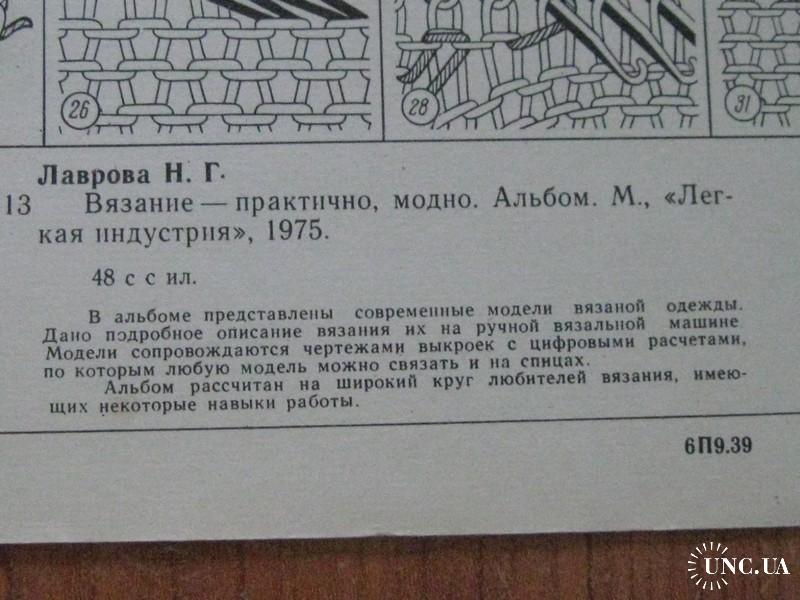 26
28
31
Лаврова Н. Г.
13 Вязание — практично, модно. Альбом. М., «Лег-
кая индустрия», 1975.
48 с с ил.
В альбоме представлены современные модели вязаной одежды.
Дано подробное описание вязания их на ручной вязальной машине
Модели сопровождаются чертежами выкроек с цифровыми расчетами,
по которым любую модель можно связать и на спицах.
Альбом рассчитан на широкий круг любителей вязания, имею-
щих некоторые навыки работы.
6П9.39
UNC.UA